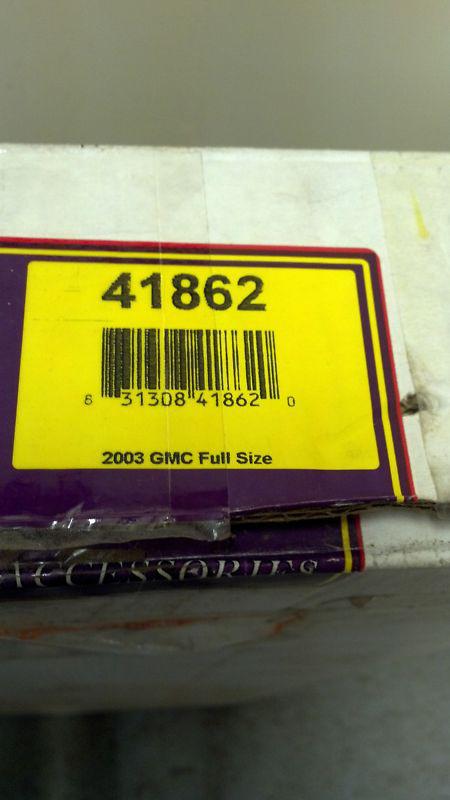 41862
6 31308 41862 0
2003 GMC Full Size
ACCESSORIES